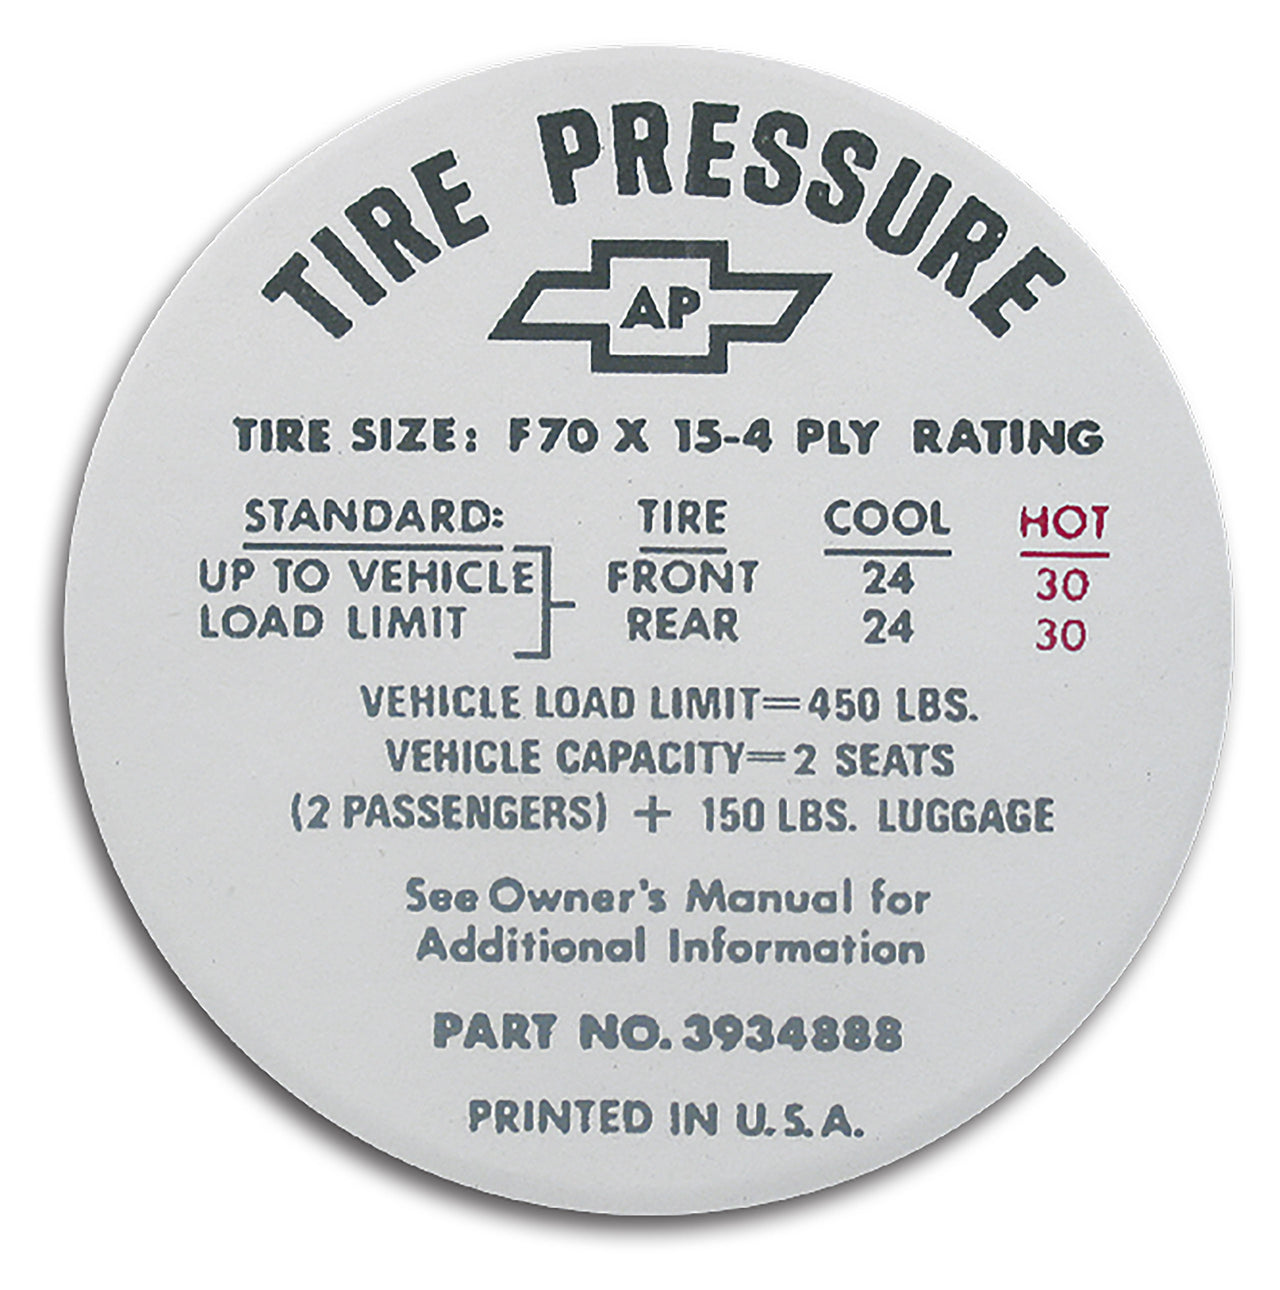 TIRE PRESSURE
AP
TIRE SIZE: F70 X 15-4 PLY RATING
STANDARD: TIRE COOL HOT
UP TO VEHICLE FRONT 24 30
LOAD LIMIT REAR 24 30
VEHICLE LOAD LIMIT=450 LBS.
VEHICLE CAPACITY=2 SEATS
(2 PASSENGERS) + 150 LBS. LUGGAGE
See Owner's Manual for
Additional Information
PART NO. 3934888
PRINTED IN U.S.A.